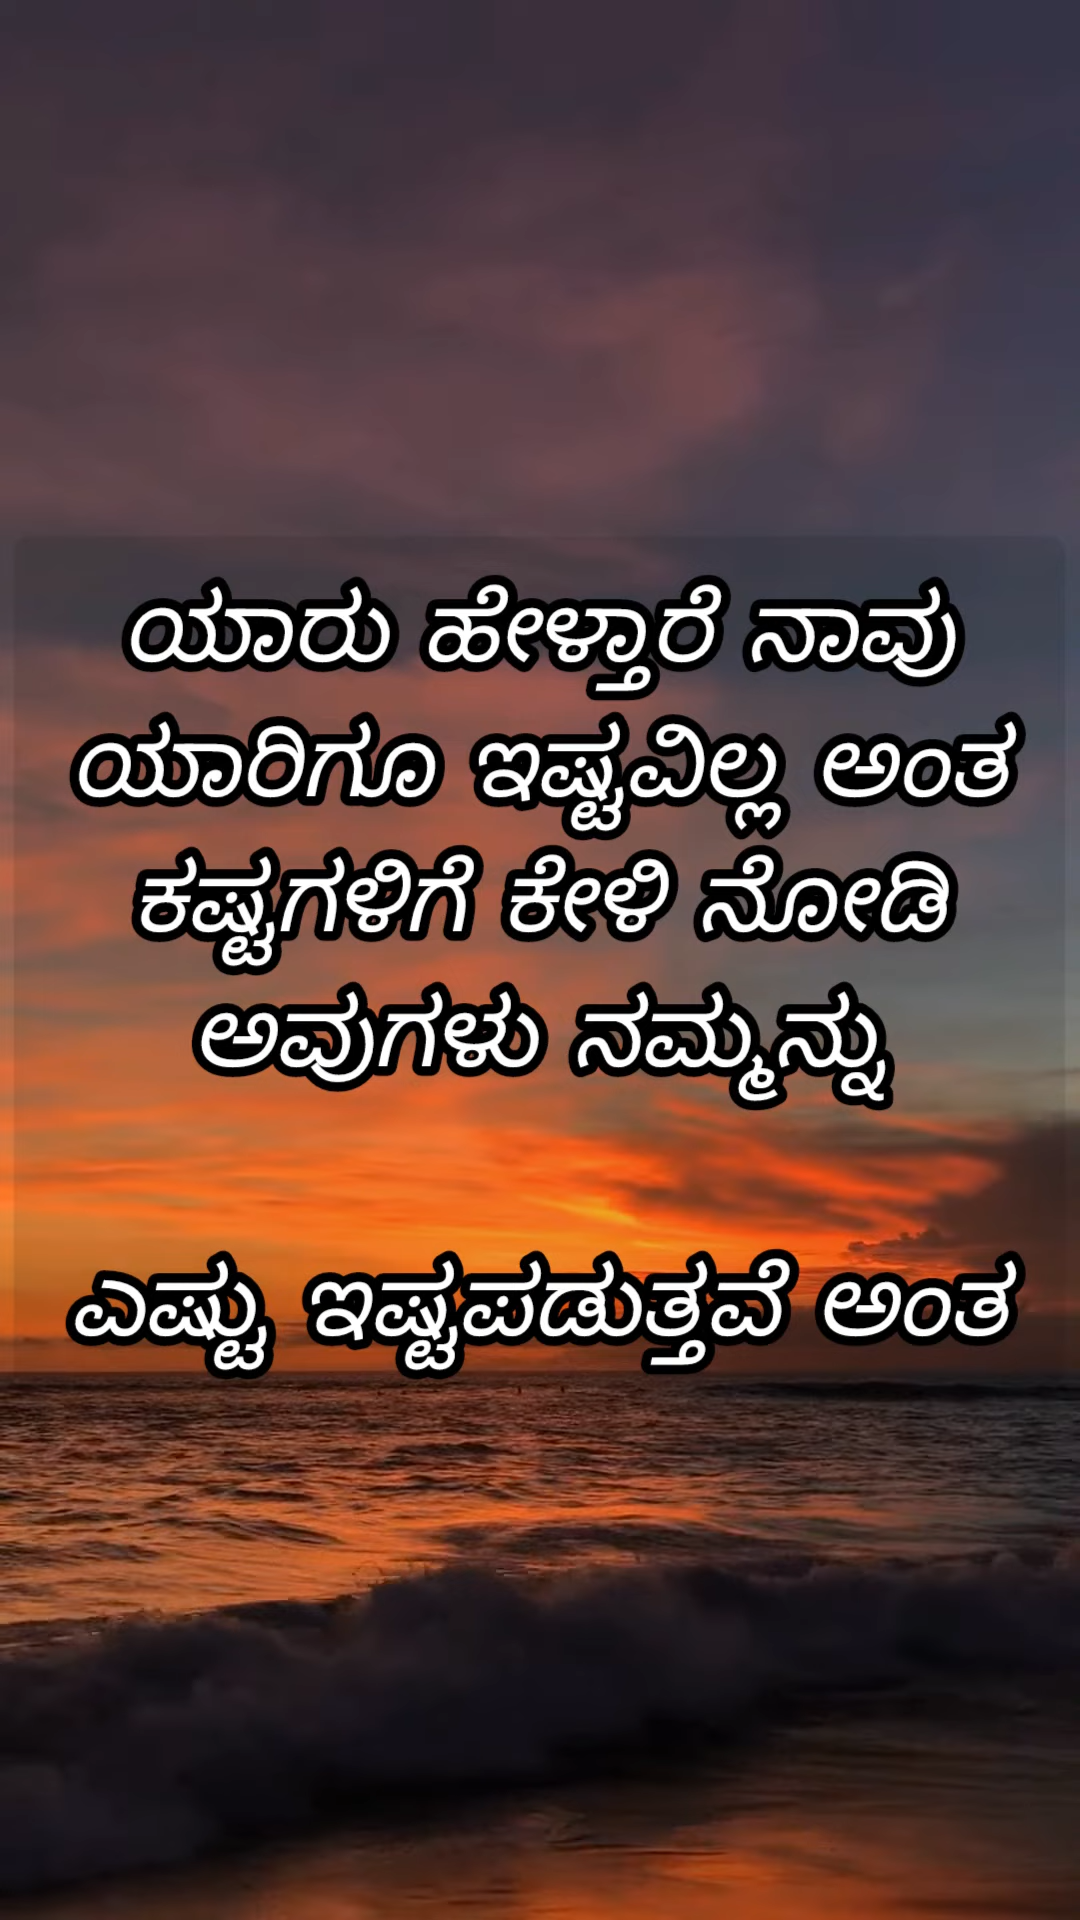 ಯಾರು ಹೇಳ್ತಾರೆ ನಾವು
ಯಾರಿಗೂ ಇಷ್ಟವಿಲ್ಲ ಅಂತ
ಕಷ್ಟಗಳಿಗೆ ಕೇಳಿ ನೋಡಿ
ಅವುಗಳು ನಮ್ಮನ್ನು
ಎಷ್ಟು ಇಷ್ಟಪಡುತ್ತವೆ ಅಂತ